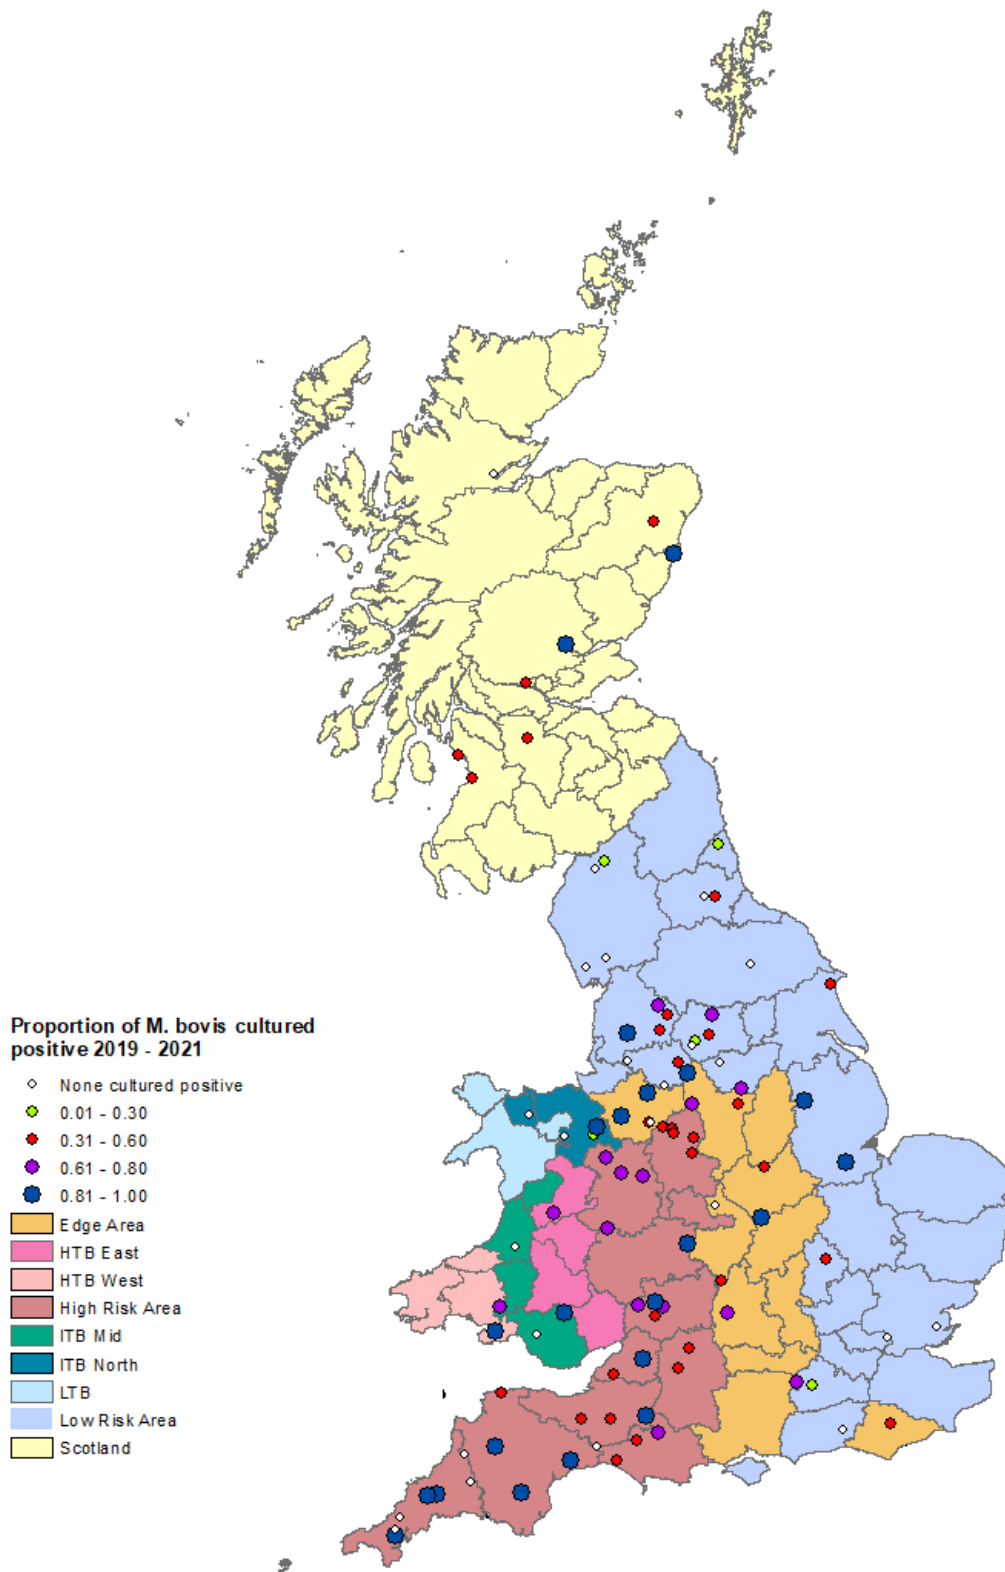 Proportion of M. bovis cultured
positive 2019 - 2021
None cultured positive
0.01 - 0.30
0.31 - 0.60
0.61 - 0.80
0.81 - 1.00
Edge Area
HTB East
HTB West
High Risk Area
ITB Mid
ITB North
LTB
Low Risk Area
Scotland